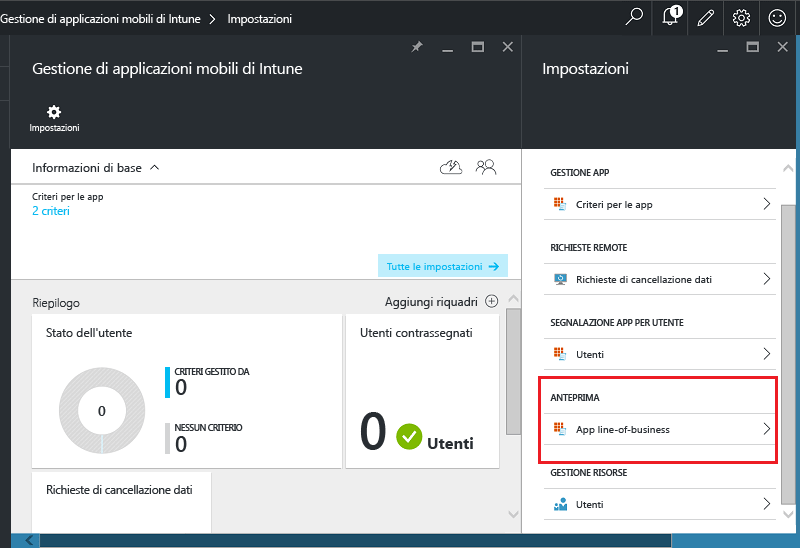 Gestione di applicazioni mobili di Intune > Impostazioni
1
Gestione di applicazioni mobili di Intune
Impostazioni
Informazioni di base
Criteri per le app
2 criteri
Tutte le impostazioni
Riepilogo
Aggiungi riquadri
Stato dell'utente
0
CRITERI GESTITO DA
0
NESSUN CRITERIO
0
Utenti contrassegnati
0 Utenti
Richieste di cancellazione dati
Impostazioni
GESTIONE APP
Criteri per le app
RICHIESTE REMOTE
Richieste di cancellazione dati
SEGNALAZIONE APP PER UTENTE
Utenti
ANTEPRIMA
App line-of-business
GESTIONE RISORSE
Utenti